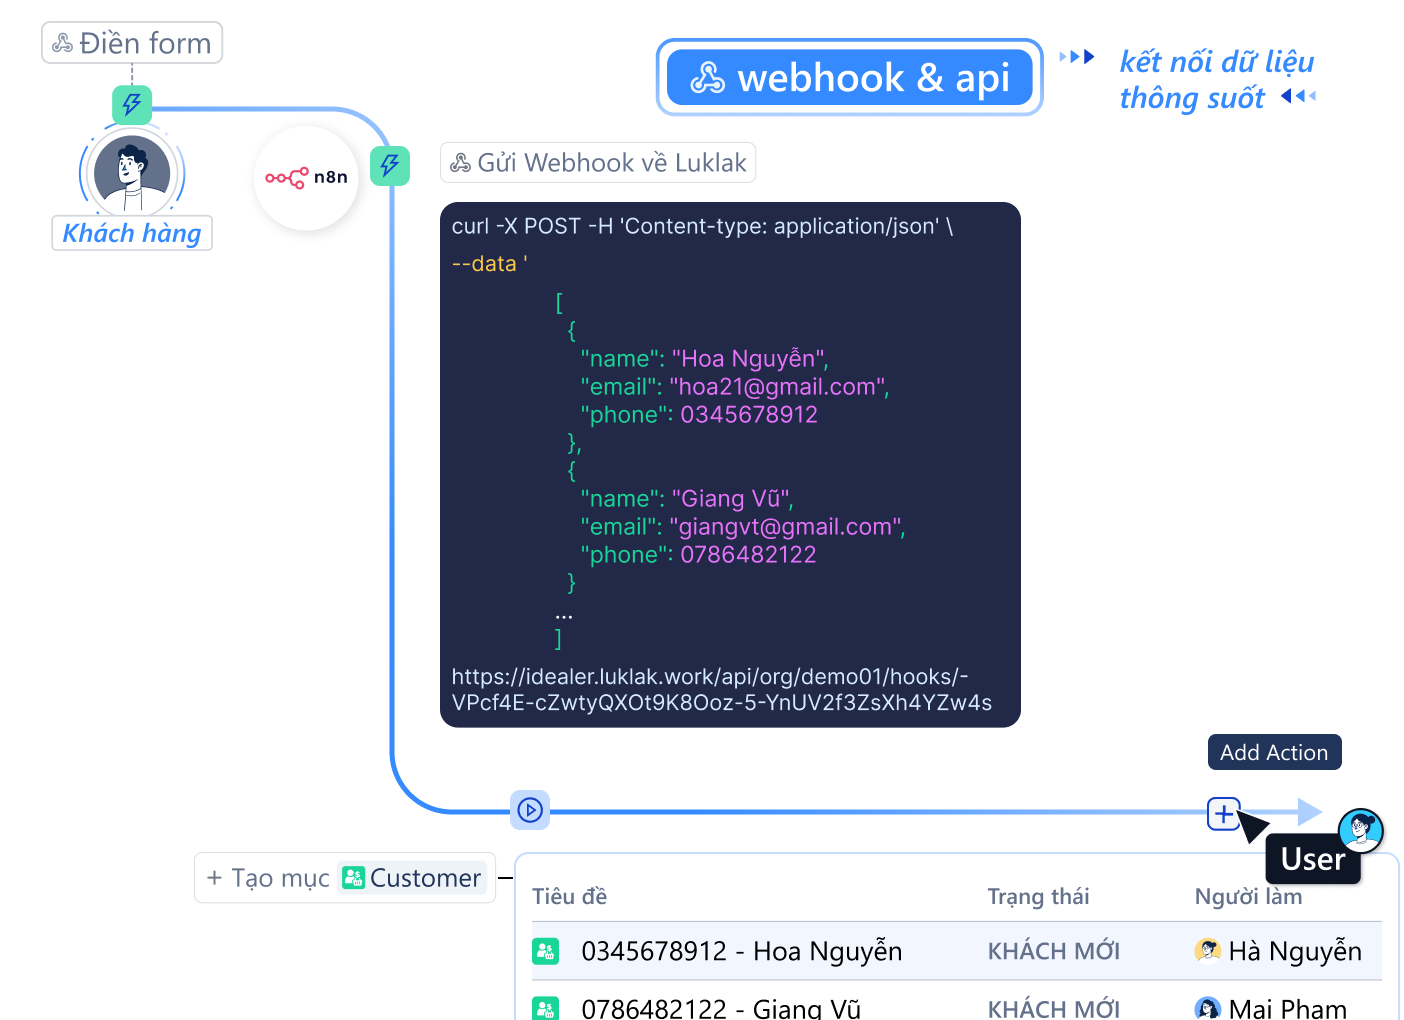 Điền form
webhook & api
kết nối dữ liệu
thông suốt
n8n
Khách hàng
Gửi Webhook về Luklak
curl -X POST -H 'Content-type: application/json' \
--data '
[
{
"name": "Hoa Nguyễn",
"email": "hoa21@gmail.com",
"phone": 0345678912
},
{
"name": "Giang Vũ",
"email": "giangvt@gmail.com",
"phone": 0786482122
}
...
]
https://idealer.luklak.work/api/org/demo01/hooks/-
VPcf4E-cZwtyQXOt9K8Ooz-5-YnUV2f3ZsXh4YZw4s
Add Action
User
+ Tạo mục Customer
Tiêu đề Trạng thái Người làm
0345678912 - Hoa Nguyễn KHÁCH MỚI Hà Nguyễn
0786482122 - Giang Vũ KHÁCH MỚI Mai Phạm